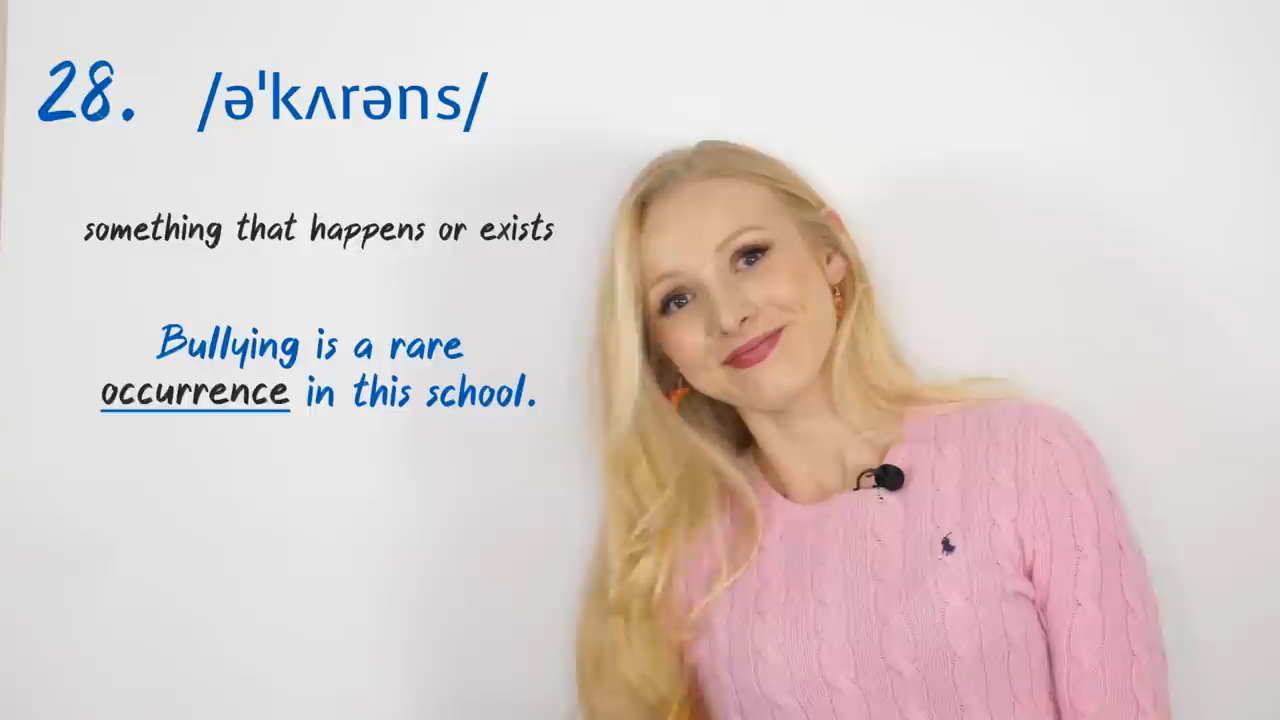 28. /əˈkʌrəns/
something that happens or exists
Bullying is a rare
occurrence in this school.